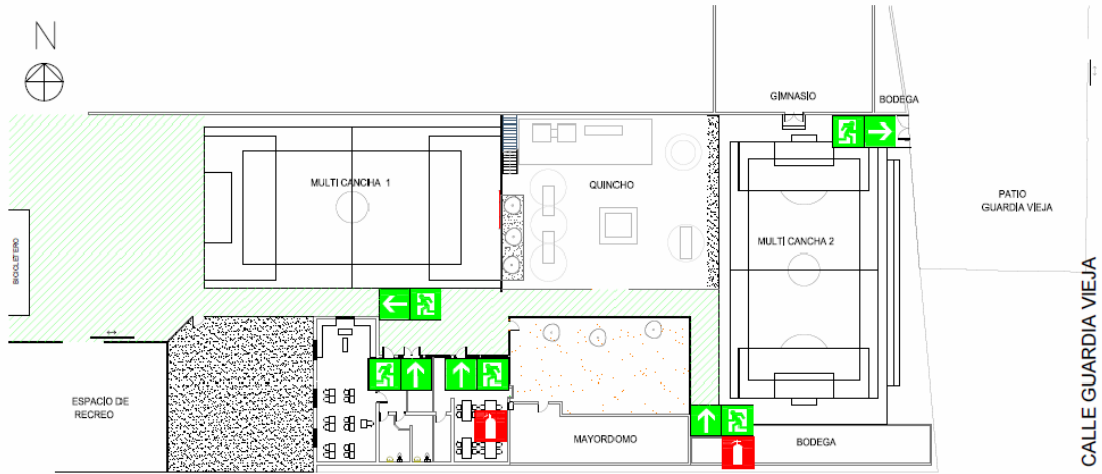 N
GIMNASIO
BODEGA
MULTI CANCHA 1
QUINCHO
PATIO
GUARDIA VIEJA
MULTI CANCHA 2
BICICLETERO
CALLE GUARDIA VIEJA
ESPACIO DE
RECREO
MAYORDOMO
BODEGA